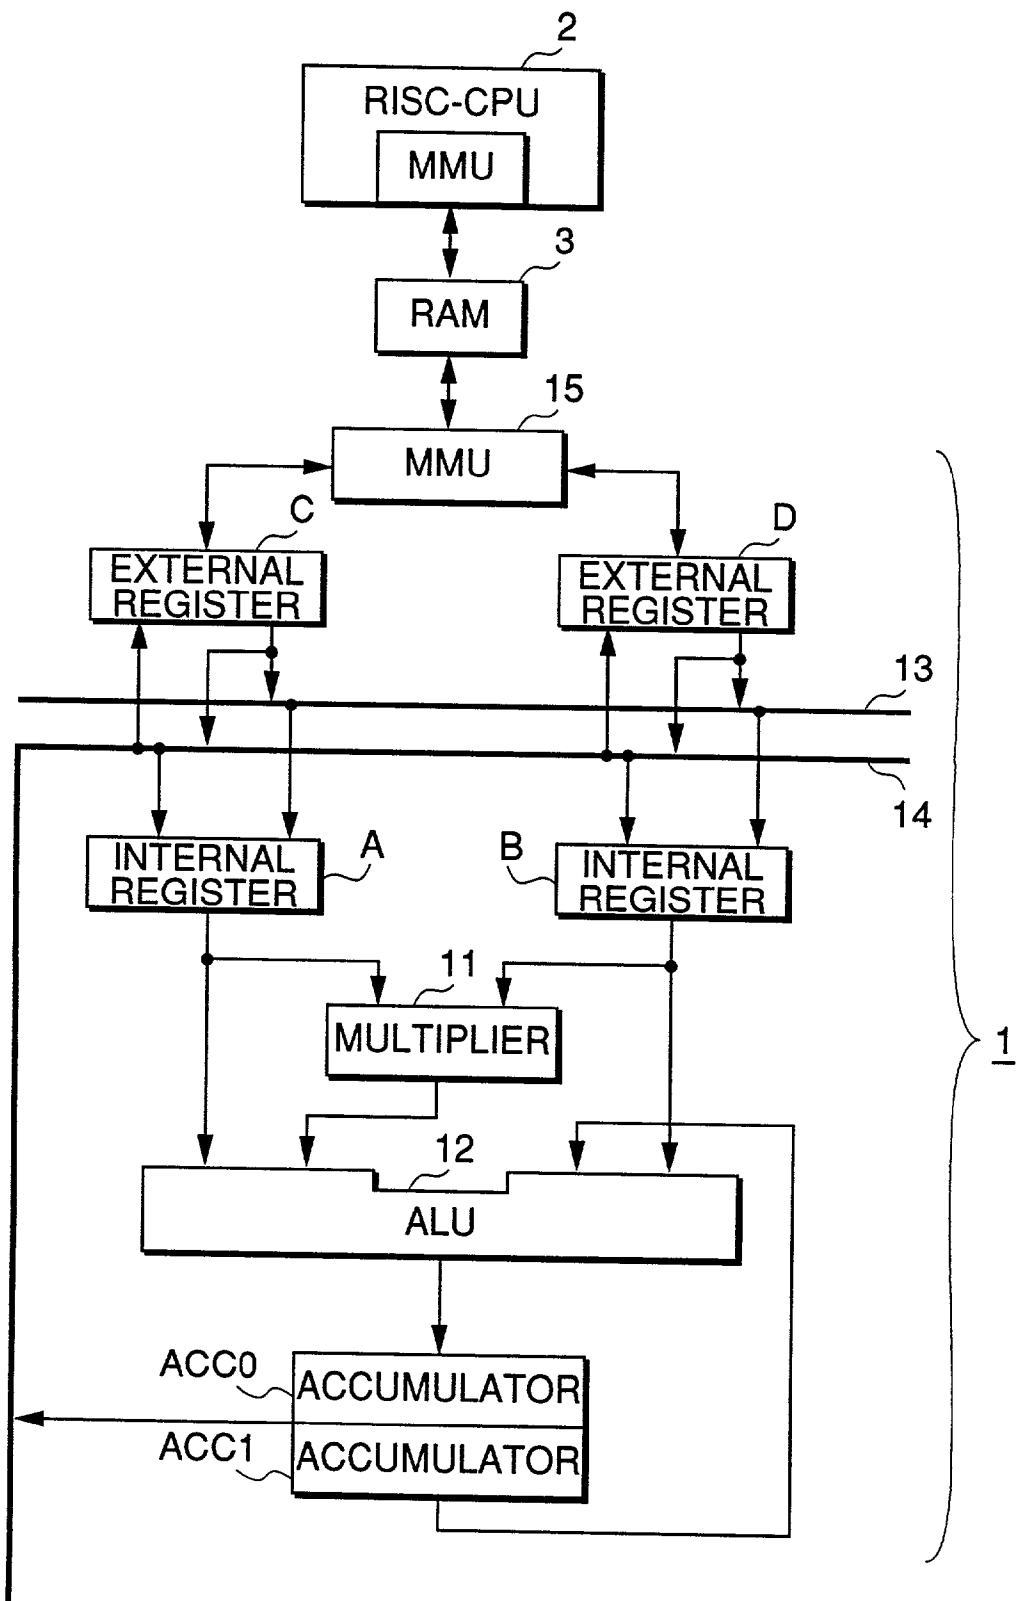 2
RISC-CPU
MMU
3
RAM
15
MMU
C
D
EXTERNAL
REGISTER
EXTERNAL
REGISTER
13
14
A
B
INTERNAL
REGISTER
INTERNAL
REGISTER
11
MULTIPLIER
1
12
ALU
ACC0
ACCUMULATOR
ACC1
ACCUMULATOR